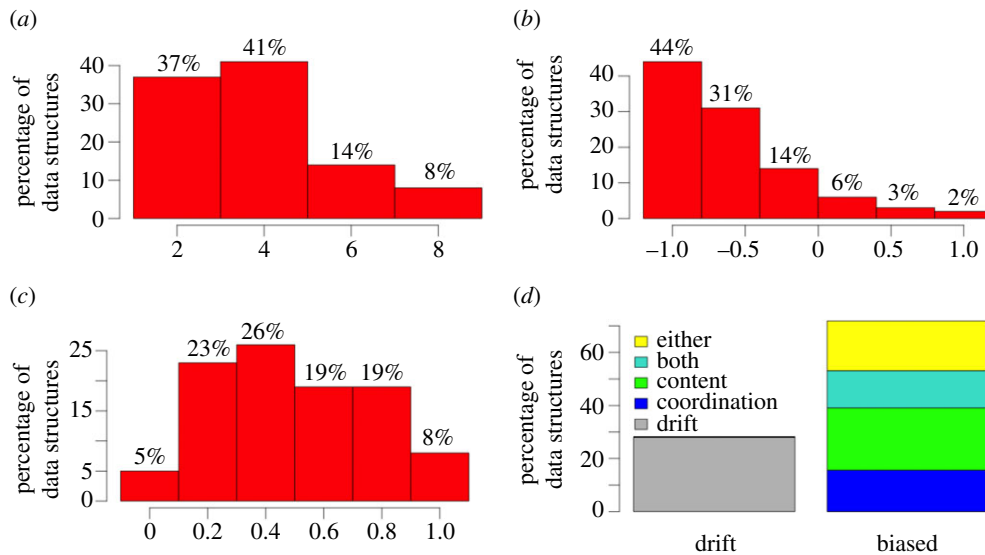 (a)
percentage of
data structures
40
30
20
10
0
37%
41%
14%
8%
2 4 6 8
(b)
percentage of
data structures
40
30
20
10
0
44%
31%
14%
6%
3%
2%
–1.0 –0.5 0 0.5 1.0
(c)
percentage of
data structures
25
15
5
0
5%
23%
26%
19%
19%
8%
0 0.2 0.4 0.6 0.8 1.0
(d)
percentage of
data structures
60
40
20
0
either
both
content
coordination
drift
drift biased